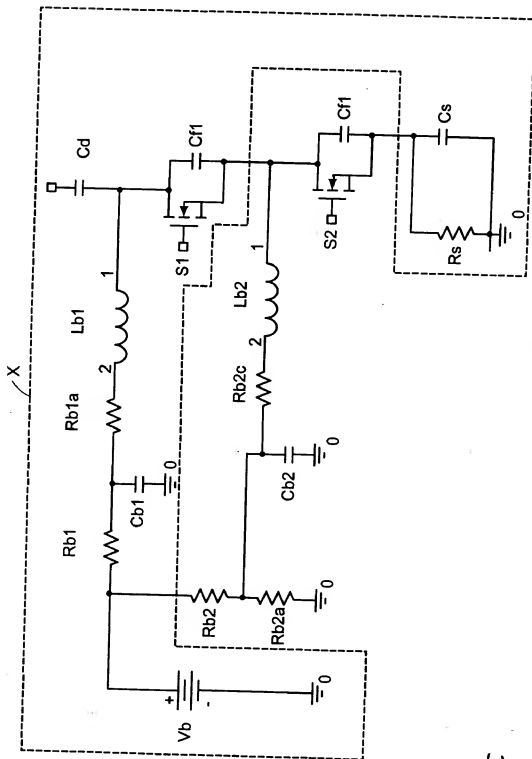 X
Cd
Rb1
Rb1a
2
Lb1
1
Cb1
0
S1
Cf1
Vb
+
-
0
Rb2
Rb2a
0
Cb2
0
Rb2c
2
Lb2
1
S2
Cf1
Rs
Cs
0